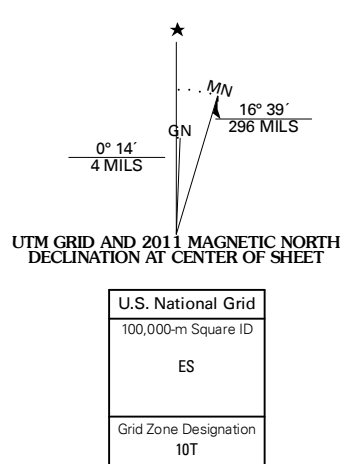 ★
MN
16° 39´
296 MILS
GN
0° 14´
4 MILS
UTM GRID AND 2011 MAGNETIC NORTH
DECLINATION AT CENTER OF SHEET
U.S. National Grid
100,000-m Square ID
ES
Grid Zone Designation
10T